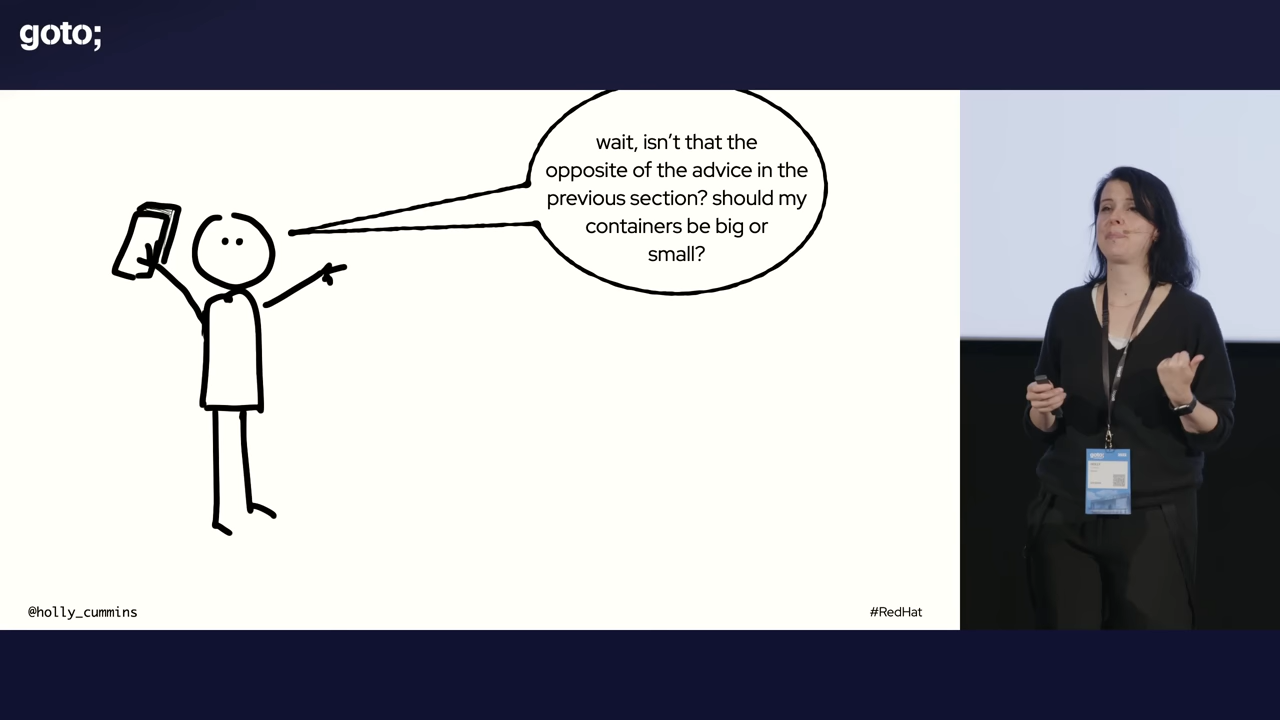 goto;
wait, isn’t that the
opposite of the advice in the
previous section? should my
containers be big or
small?
@holly_cummins
#RedHat